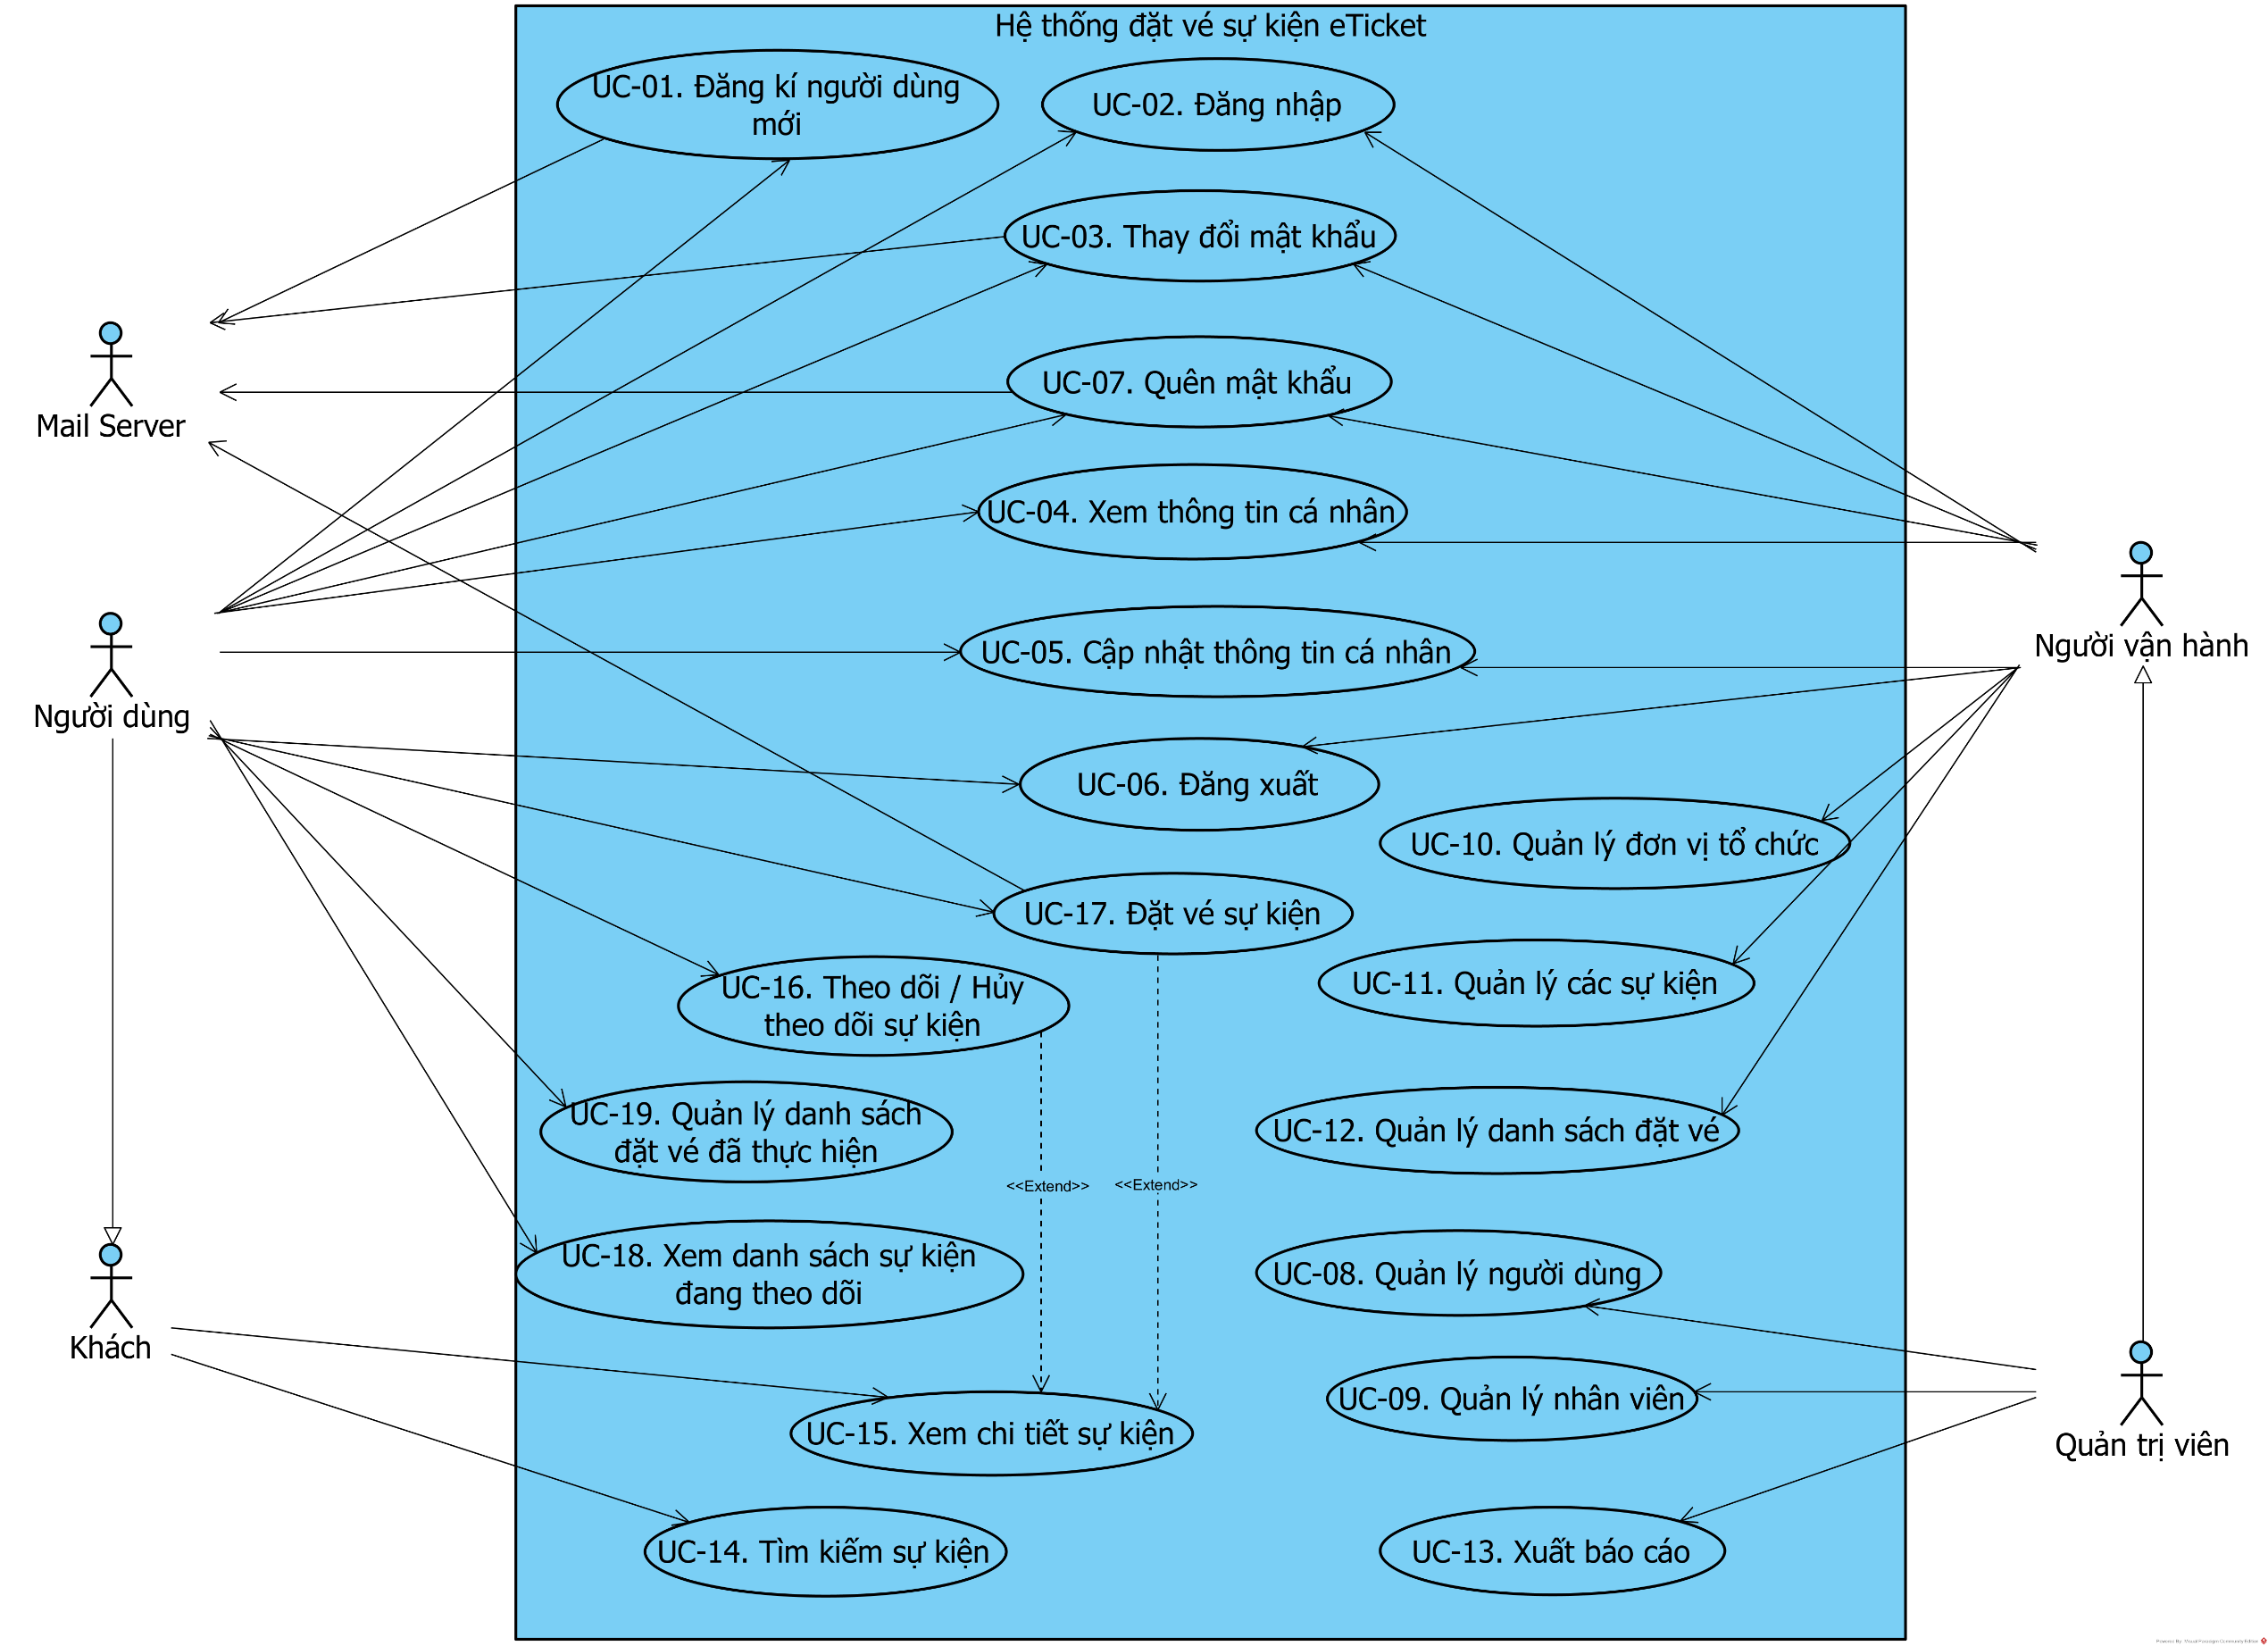 Hệ thống đặt vé sự kiện eTicket
UC-01. Đăng kí người dùng
mới
UC-02. Đăng nhập
UC-03. Thay đổi mật khẩu
UC-07. Quên mật khẩu
Mail Server
UC-04. Xem thông tin cá nhân
UC-05. Cập nhật thông tin cá nhân
Người vận hành
Người dùng
UC-06. Đăng xuất
UC-10. Quản lý đơn vị tổ chức
UC-17. Đặt vé sự kiện
UC-16. Theo dõi / Hủy
theo dõi sự kiện
UC-11. Quản lý các sự kiện
UC-19. Quản lý danh sách
đặt vé đã thực hiện
UC-12. Quản lý danh sách đặt vé
<<Extend>>
<<Extend>>
UC-18. Xem danh sách sự kiện
đang theo dõi
UC-08. Quản lý người dùng
Khách
UC-09. Quản lý nhân viên
UC-15. Xem chi tiết sự kiện
Quản trị viên
UC-14. Tìm kiếm sự kiện
UC-13. Xuất báo cáo